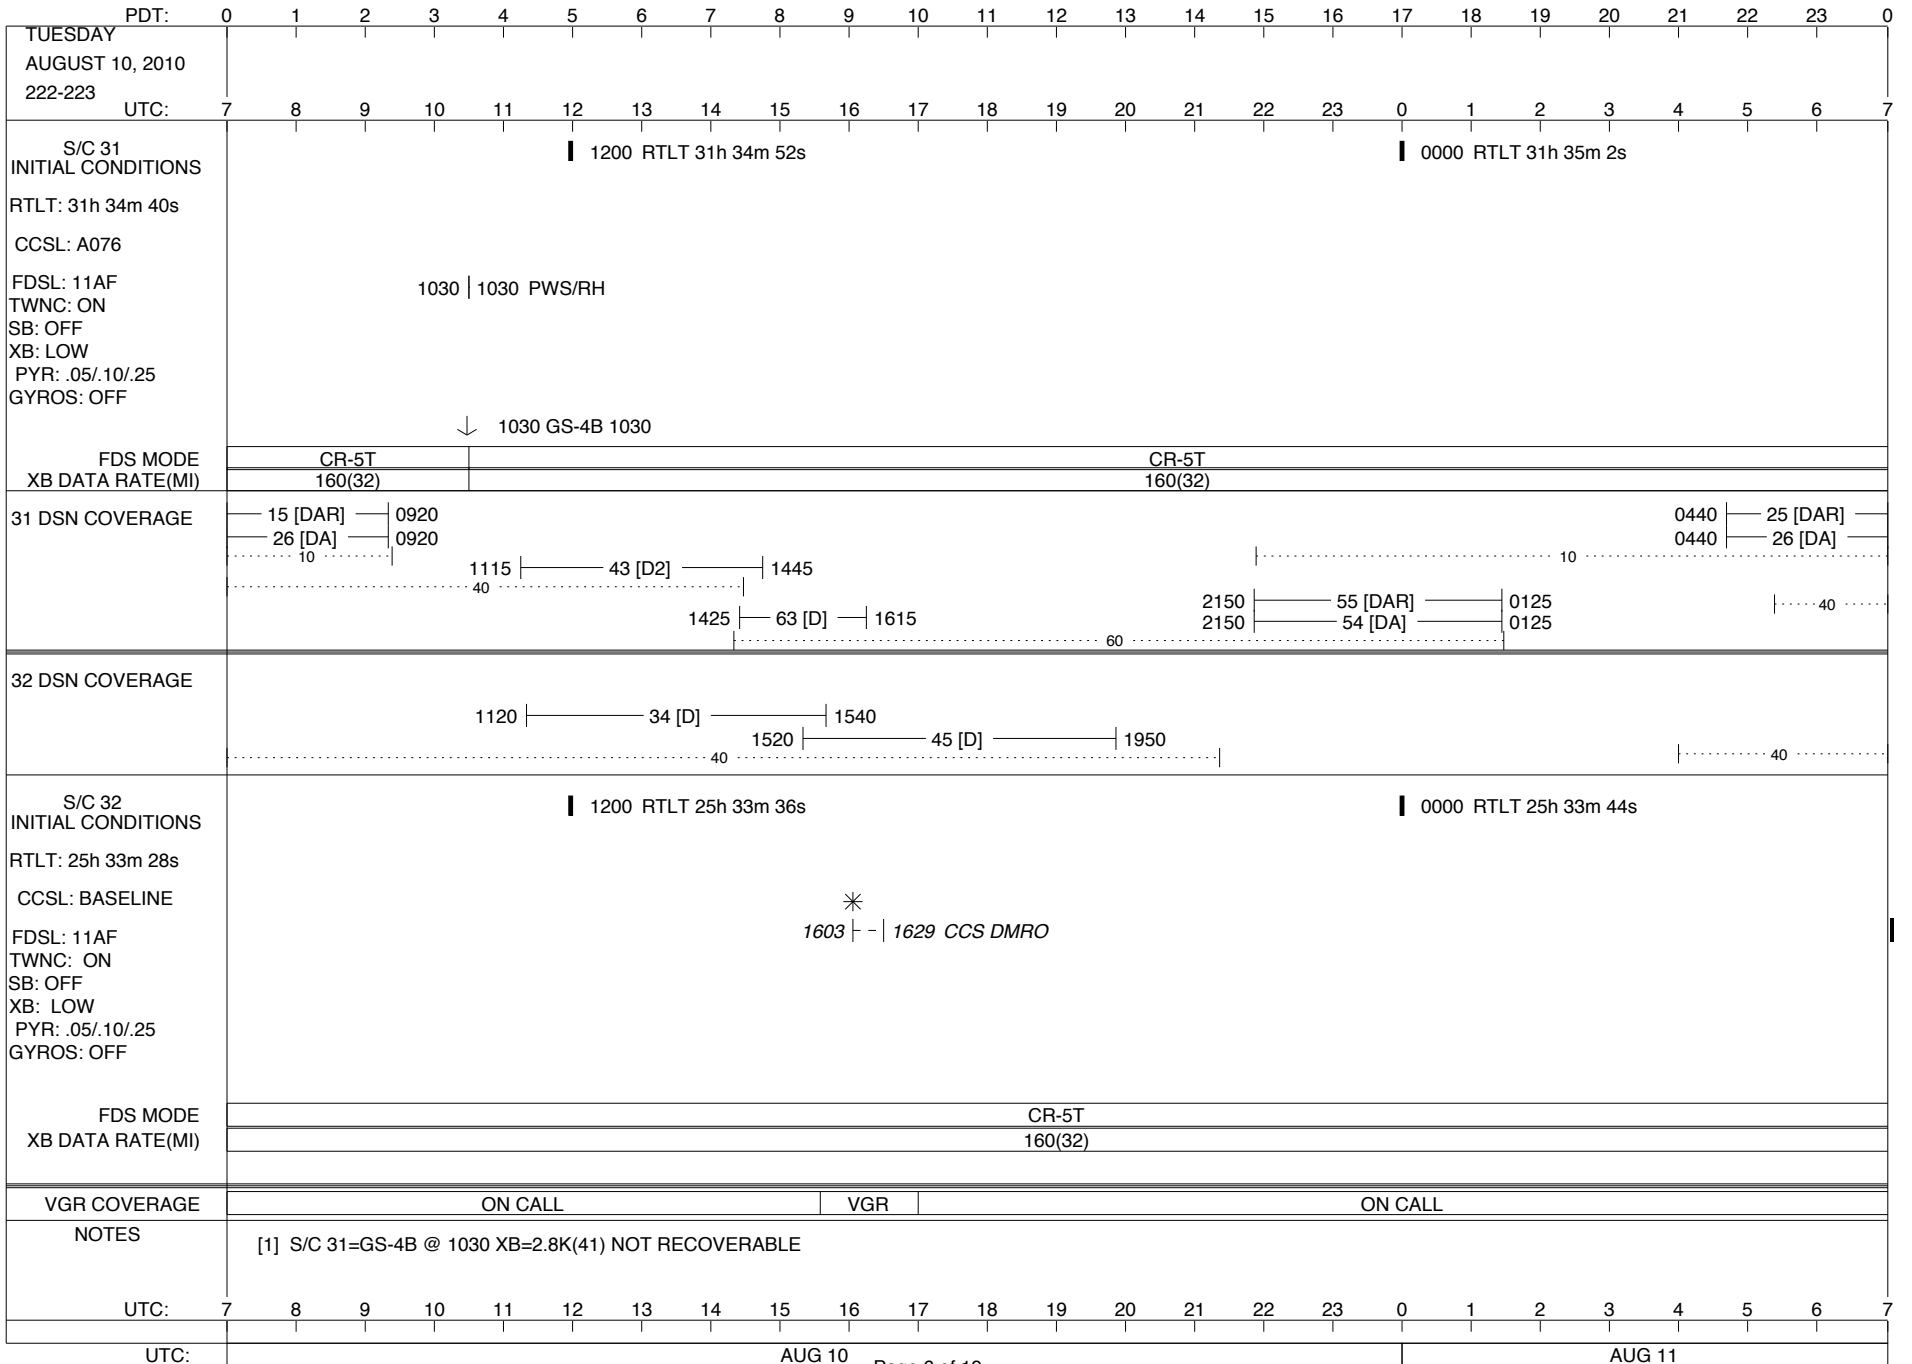 PDT: 0 1 2 3 4 5 6 7 8 9 10 11 12 13 14 15 16 17 18 19 20 21 22 23 0
TUESDAY
AUGUST 10, 2010
222-223
UTC: 7 8 9 10 11 12 13 14 15 16 17 18 19 20 21 22 23 0 1 2 3 4 5 6 7
S/C 31
INITIAL CONDITIONS
1200 RTLT 31h 34m 52s
0000 RTLT 31h 35m 2s
RTLT: 31h 34m 40s
CCSL: A076
FDSL: 11AF
1030 1030 PWS/RH
TWNC: ON
SB: OFF
XB: LOW
PYR: .05/.10/.25
GYROS: OFF
1030 GS-4B 1030
FDS MODE CR-5T CR-5T
XB DATA RATE(MI) 160(32) 160(32)
31 DSN COVERAGE
15 [DAR] 0920 0440 25 [DAR]
26 [DA] 0920 0440 26 [DA]
10 10
1115 43 [D2] 1445
40
2150 55 [DAR] 0125 40
1425 63 [D] 1615 2150 54 [DA] 0125
60
32 DSN COVERAGE
1120 34 [D] 1540
1520 45 [D] 1950
40 40
S/C 32
INITIAL CONDITIONS
1200 RTLT 25h 33m 36s
0000 RTLT 25h 33m 44s
RTLT: 25h 33m 28s
CCSL: BASELINE
1603 1629 CCS DMRO
FDSL: 11AF
TWNC: ON
SB: OFF
XB: LOW
PYR: .05/.10/.25
GYROS: OFF
FDS MODE CR-5T
XB DATA RATE(MI) 160(32)
VGR COVERAGE ON CALL VGR ON CALL
NOTES
[1] S/C 31=GS-4B @ 1030 XB=2.8K(41) NOT RECOVERABLE
UTC: 7 8 9 10 11 12 13 14 15 16 17 18 19 20 21 22 23 0 1 2 3 4 5 6 7
UTC: AUG 10 AUG 11